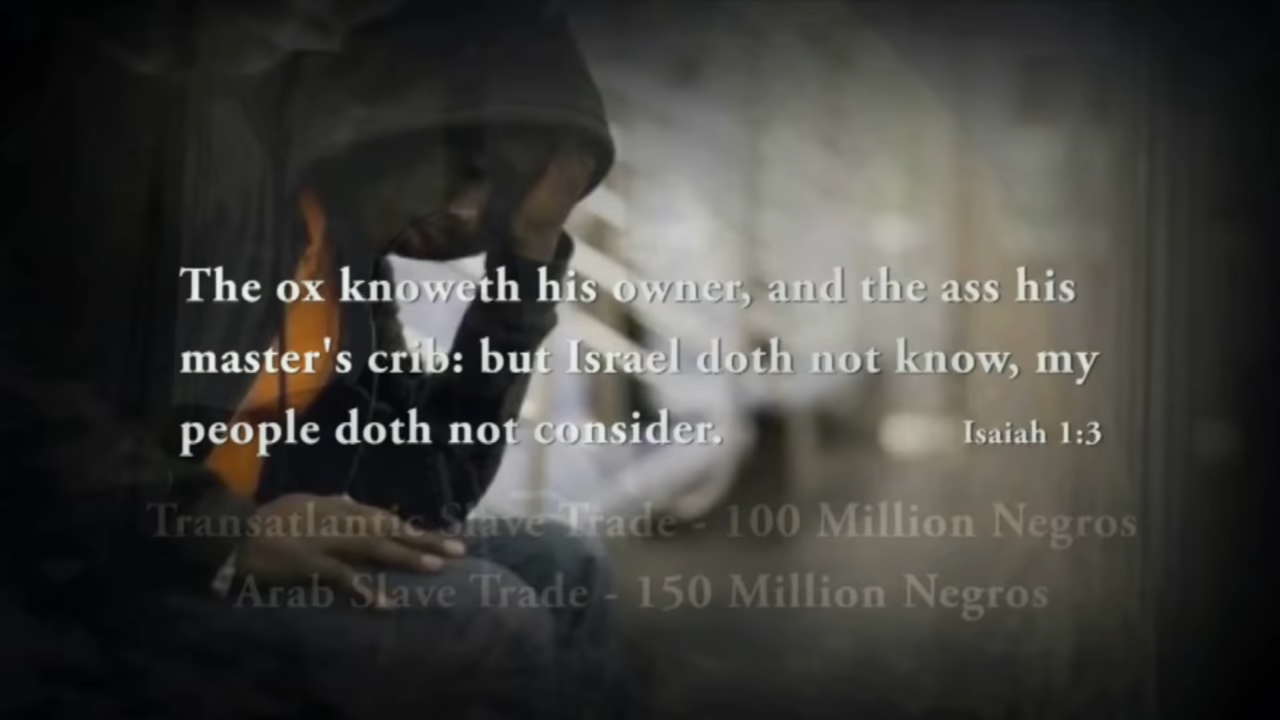 The ox knoweth his owner, and the ass his
master's crib: but Israel doth not know, my
people doth not consider.
Isaiah 1:3
Transatlantic Slave Trade - 100 Million Negros
Arab Slave Trade - 150 Million Negros